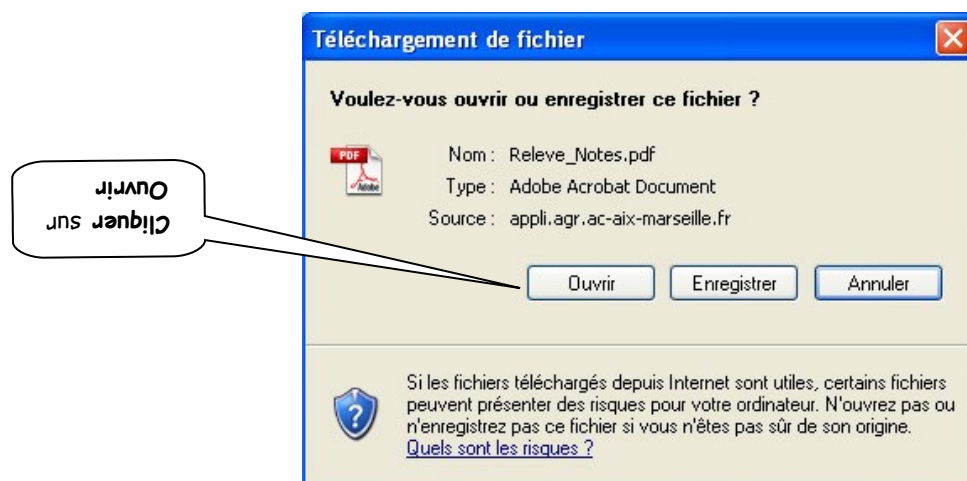 Téléchargement de fichier
Voulez-vous ouvrir ou enregistrer ce fichier ?
PDF
Adobe
Nom : Releve_Notes.pdf
Type : Adobe Acrobat Document
Source : appli.agr.ac-aix-marseille.fr
Cliquer sur
Ouvrir
Ouvrir
Enregistrer
Annuler
Si les fichiers téléchargés depuis Internet sont utiles, certains fichiers
peuvent présenter des risques pour votre ordinateur. N'ouvrez pas ou
n'enregistrez pas ce fichier si vous n'êtes pas sûr de son origine.
Quels sont les risques ?